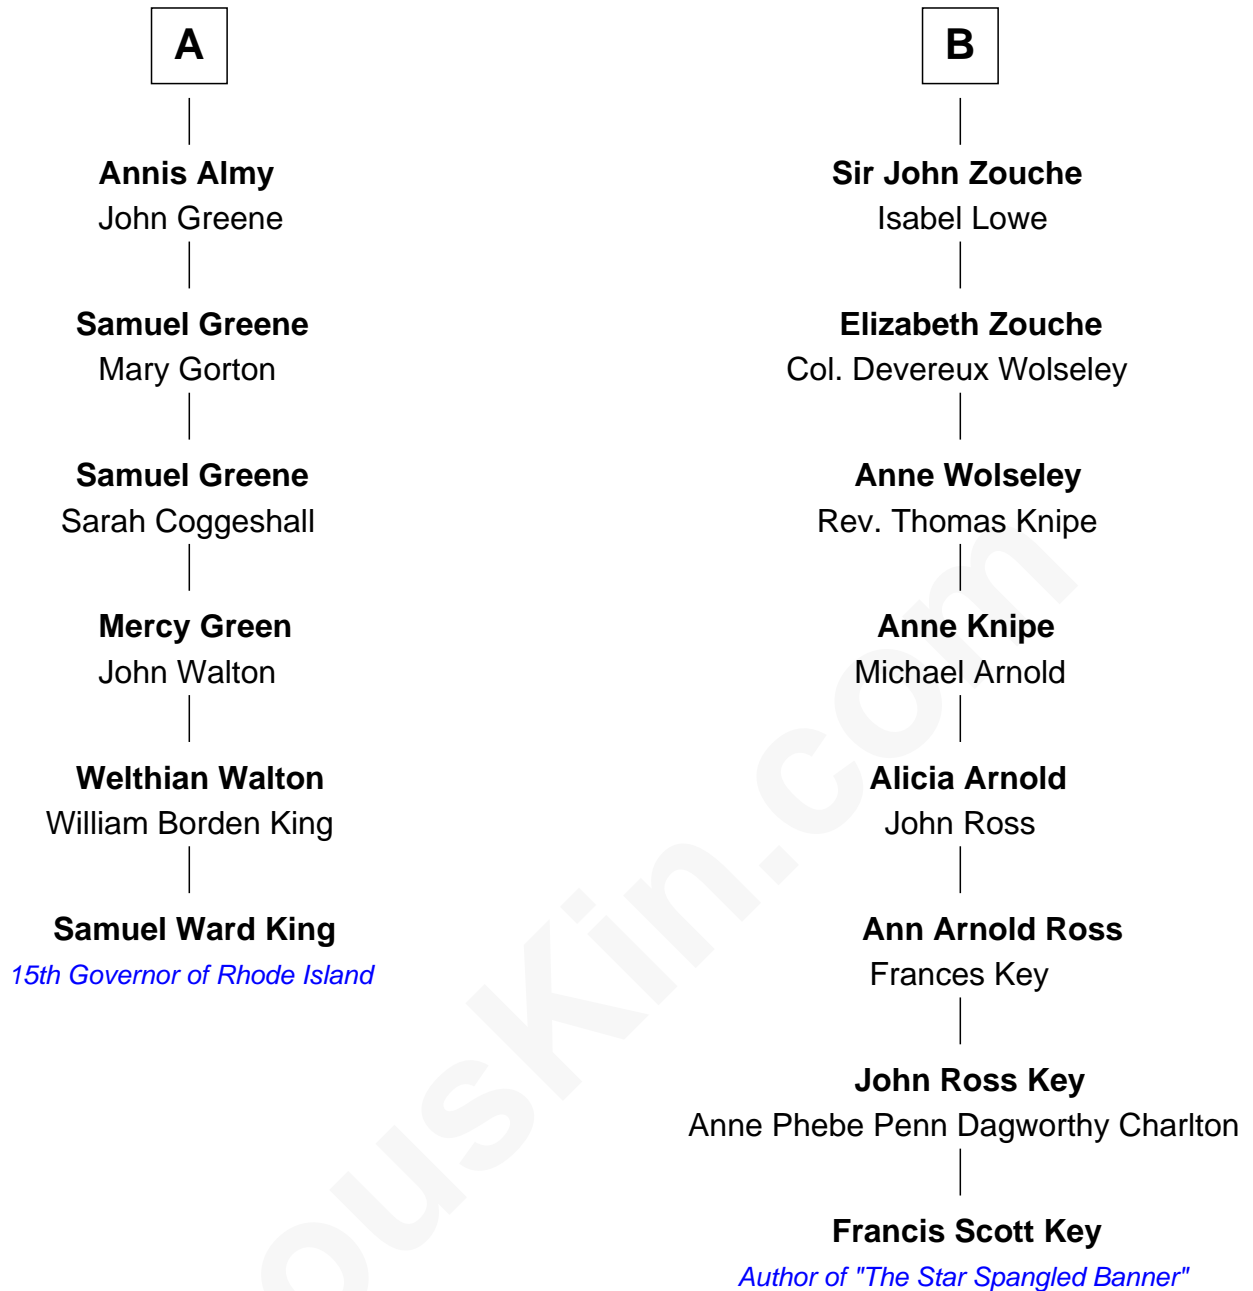 A
Annis Almy
John Greene
Samuel Greene
Mary Gorton
Samuel Greene
Sarah Coggeshall
Mercy Green
John Walton
Welthian Walton
William Borden King
Samuel Ward King
15th Governor of Rhode Island
B
Sir John Zouche
Isabel Lowe
Elizabeth Zouche
Col. Devereux Wolseley
Anne Wolseley
Rev. Thomas Knipe
Anne Knipe
Michael Arnold
Alicia Arnold
John Ross
Ann Arnold Ross
Frances Key
John Ross Key
Anne Phebe Penn Dagworthy Charlton
Francis Scott Key
Author of "The Star Spangled Banner"
ouskin.com